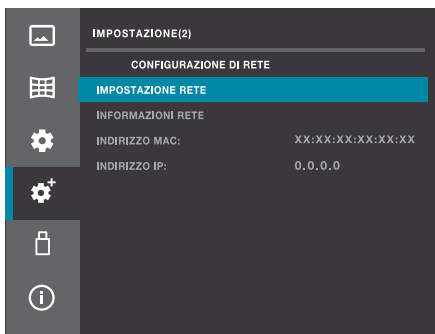 IMPOSTAZIONE(2)
CONFIGURAZIONE DI RETE
IMPOSTAZIONE RETE
INFORMAZIONI RETE
INDIRIZZO MAC: XX:XX:XX:XX:XX:XX
INDIRIZZO IP: 0.0.0.0